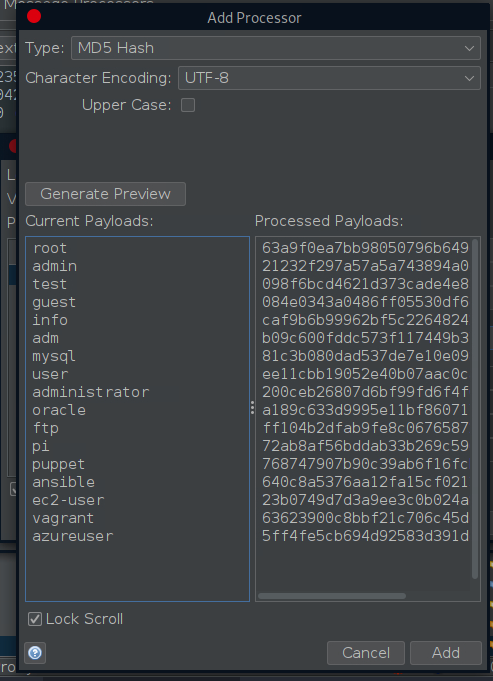 Message Processors
Add Processor
Type: MD5 Hash
Character Encoding: UTF-8
Upper Case:
Generate Preview
Current Payloads: Processed Payloads:
root 63a9f0ea7bb98050796b649
admin 21232f297a57a5a743894a0
test 098f6bcd4621d373cade4e8
guest 084e0343a0486ff05530df6
info caf9b6b99962bf5c2264824
adm b09c600fddc573f117449b3
mysql 81c3b080dad537de7e10e09
user ee11cbb19052e40b07aac0c
administrator 200ceb26807d6bf99fd6f4f
oracle a189c633d9995e11bf86071
ftp ff104b2dfab9fe8c0676587
pi 72ab8af56bddab33b269c59
puppet 768747907b90c39ab6f16fc
ansible 640c8a5376aa12fa15cf021
ec2-user 23b0749d7d3a9ee3c0b024a
vagrant 63623900c8bbf21c706c45d
azureuser 5ff4fe5cb694d92583d391d
Lock Scroll
Cancel Add